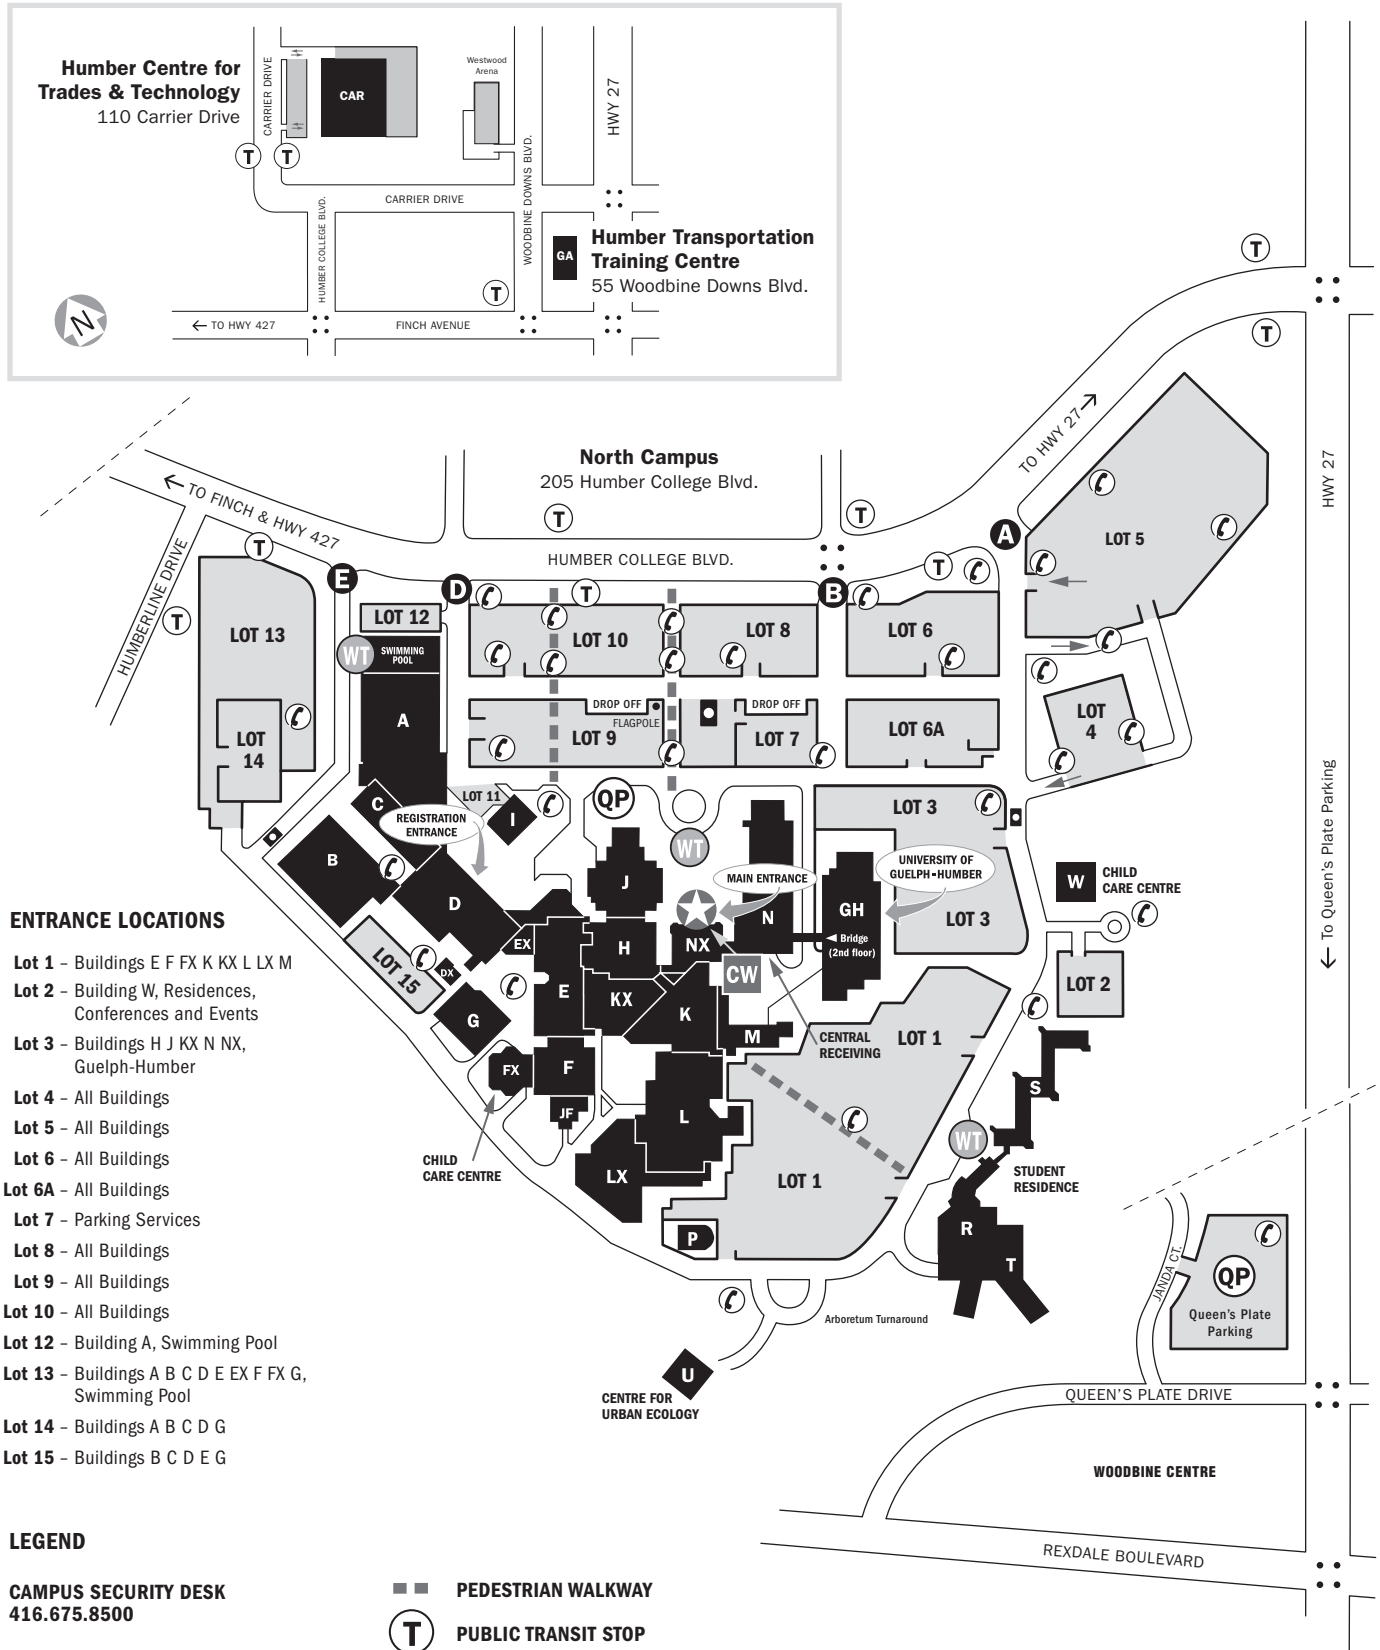 Humber Centre for
Trades & Technology
110 Carrier Drive
CARRIER DRIVE
CAR
Westwood
Arena
HWY 27
T
T
CARRIER DRIVE
HUMBER COLLEGE BLVD.
WOODBINE DOWNS BLVD.
GA
Humber Transportation
Training Centre
55 Woodbine Downs Blvd.
T
N
← TO HWY 427
FINCH AVENUE
T
T
TO HWY 27 →
HWY 27
North Campus
205 Humber College Blvd.
T
T
← TO FINCH & HWY 427
HUMBER COLLEGE BLVD.
HUMBERLINE DRIVE
T
T
E
D
T
B
T
A
LOT 5
LOT 13
LOT 12
LOT 10
LOT 8
LOT 6
WT
SWIMMING
POOL
A
DROP OFF
FLAGPOLE
LOT 9
DROP OFF
LOT 7
LOT 6A
LOT
4
LOT
14
LOT 11
C
I
QP
REGISTRATION
ENTRANCE
WT
LOT 3
B
J
MAIN ENTRANCE
UNIVERSITY OF
GUELPH-HUMBER
W
CHILD
CARE CENTRE
D
N
GH
LOT 3
EX
H
NX
◄ Bridge
(2nd floor)
LOT 15
DX
CW
LOT 2
E
KX
K
G
M
CENTRAL
RECEIVING
LOT 1
FX
F
S
JF
L
WT
CHILD
CARE CENTRE
LX
LOT 1
STUDENT
RESIDENCE
P
R
T
JANDA CT.
QP
Queen's Plate
Parking
Arboretum Turnaround
U
CENTRE FOR
URBAN ECOLOGY
← To Queen's Plate Parking
QUEEN'S PLATE DRIVE
WOODBINE CENTRE
REXDALE BOULEVARD
ENTRANCE LOCATIONS
Lot 1 – Buildings E F FX K KX L LX M
Lot 2 – Building W, Residences,
Conferences and Events
Lot 3 – Buildings H J KX N NX,
Guelph-Humber
Lot 4 – All Buildings
Lot 5 – All Buildings
Lot 6 – All Buildings
Lot 6A – All Buildings
Lot 7 – Parking Services
Lot 8 – All Buildings
Lot 9 – All Buildings
Lot 10 – All Buildings
Lot 12 – Building A, Swimming Pool
Lot 13 – Buildings A B C D E EX F FX G,
Swimming Pool
Lot 14 – Buildings A B C D G
Lot 15 – Buildings B C D E G
LEGEND
CAMPUS SECURITY DESK
416.675.8500
PEDESTRIAN WALKWAY
T PUBLIC TRANSIT STOP